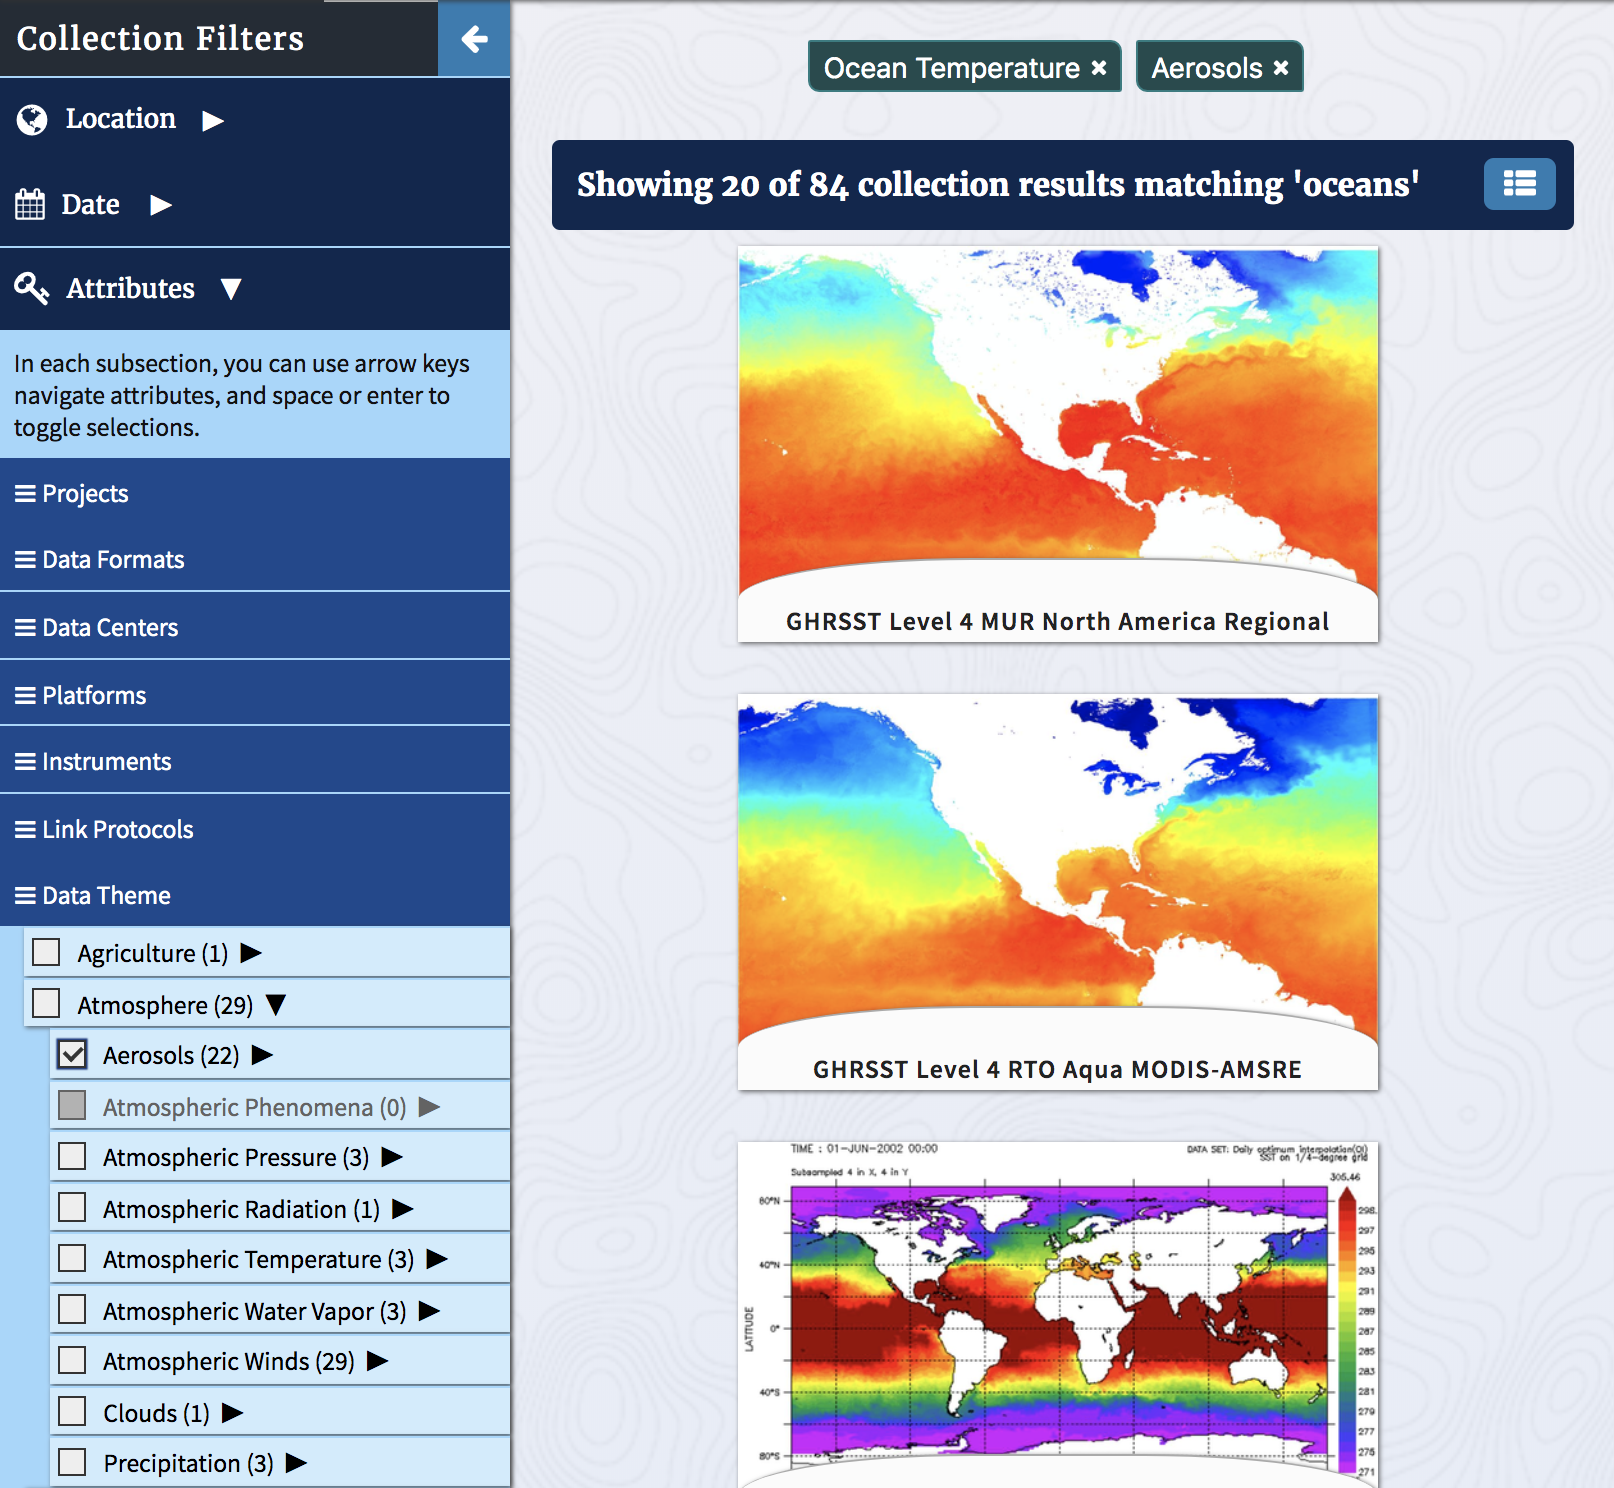 Collection Filters
Location
Date
Attributes
In each subsection, you can use arrow keys
navigate attributes, and space or enter to
toggle selections.
Projects
Data Formats
Data Centers
Platforms
Instruments
Link Protocols
Data Theme
Agriculture (1)
Atmosphere (29)
Aerosols (22)
Atmospheric Phenomena (0)
Atmospheric Pressure (3)
Atmospheric Radiation (1)
Atmospheric Temperature (3)
Atmospheric Water Vapor (3)
Atmospheric Winds (29)
Clouds (1)
Precipitation (3)
Ocean Temperature × Aerosols ×
Showing 20 of 84 collection results matching 'oceans'
GHRSST Level 4 MUR North America Regional
GHRSST Level 4 RTO Aqua MODIS-AMSRE
TIME : 01-JUN-2002 00:00
DATA SET: Daily optimum interpolation(OI)
SST on 1/4-degree grid
Subsampled 4 in X, 4 in Y
305.46
LATITUDE
80°N
40°N
0°
40°S
80°S
298.
297
295
293
291
289
287
285
283
281
279
277
275
271